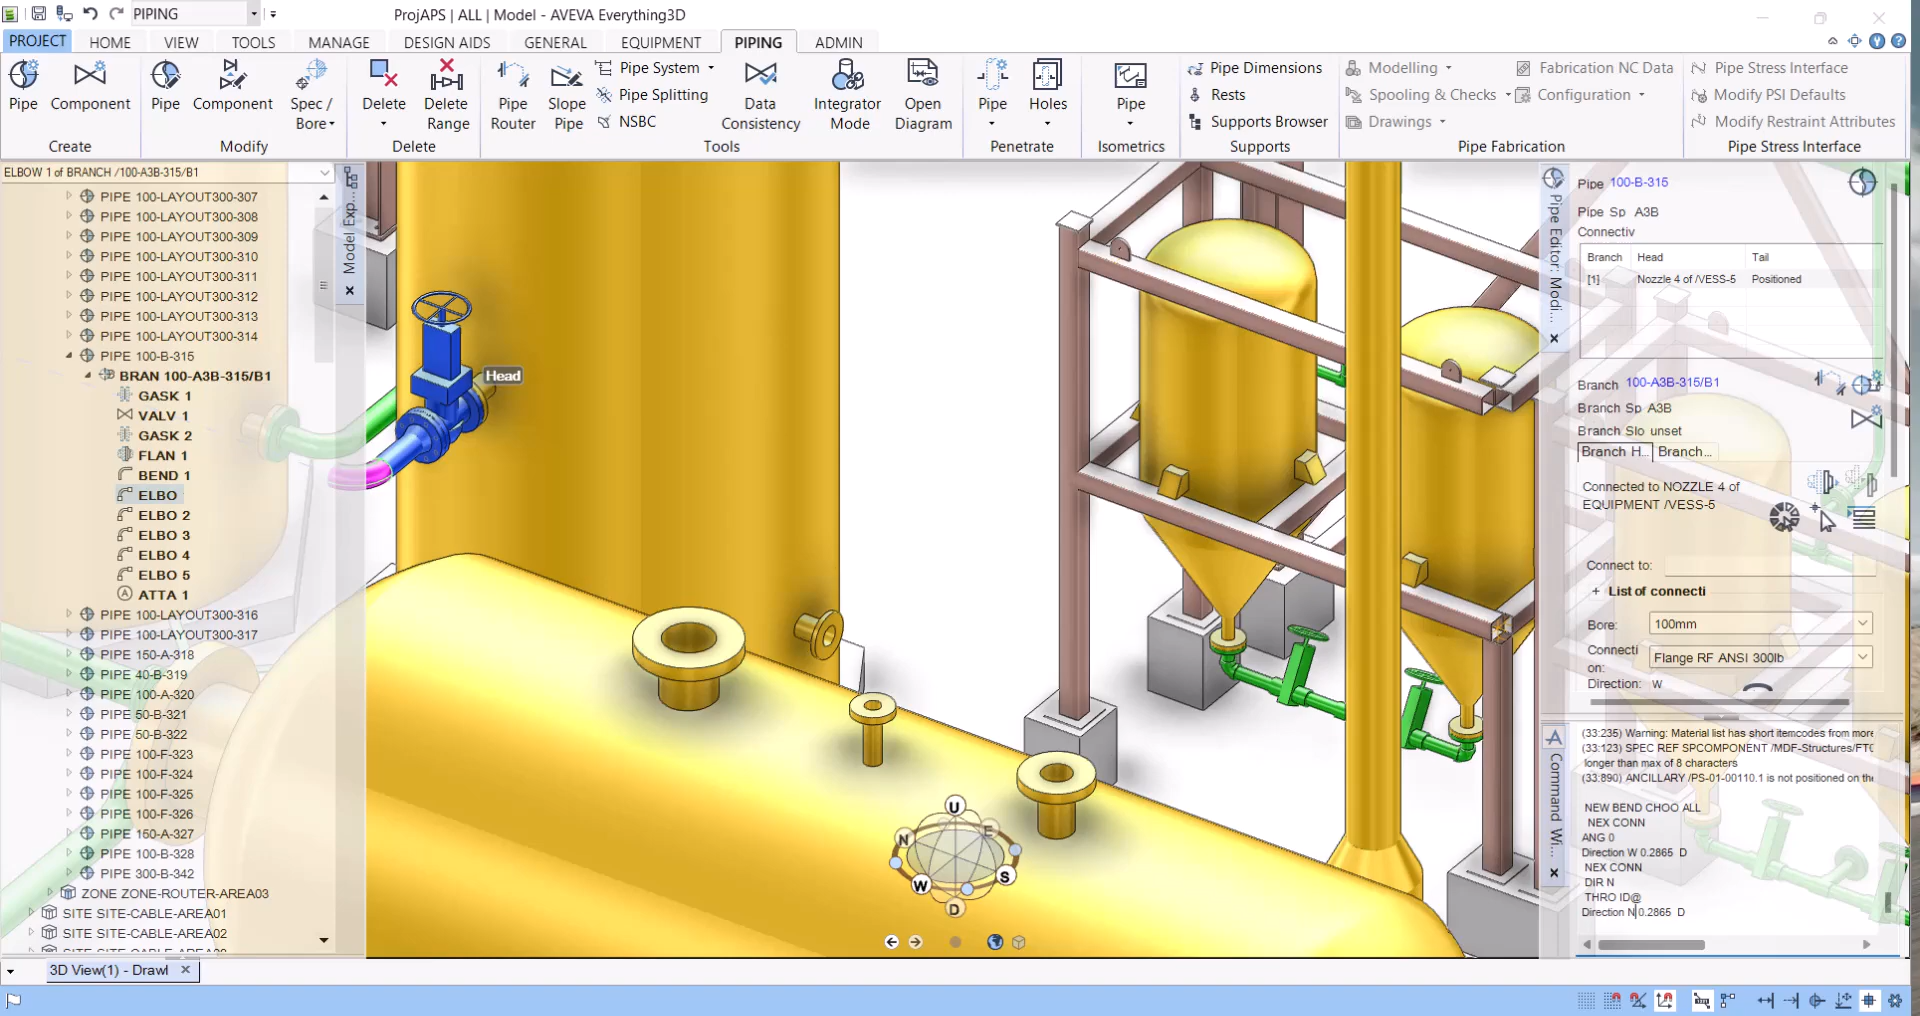 PIPING
ProjAPS | ALL | Model - AVEVA Everything3D
PROJECT HOME VIEW TOOLS MANAGE DESIGN AIDS GENERAL EQUIPMENT PIPING ADMIN
Pipe Component
Create
Pipe Component Spec / Bore
Modify
Delete Delete Range
Delete
Pipe Router Slope Pipe
Pipe System
Pipe Splitting
NSBC
Data Consistency Integrator Mode Open Diagram
Tools
Pipe Holes
Penetrate
Pipe
Isometrics
Pipe Dimensions
Rests
Supports Browser
Supports
Modelling Fabrication NC Data
Spooling & Checks Configuration
Drawings
Pipe Fabrication
Pipe Stress Interface
Modify PSI Defaults
Modify Restraint Attributes
Pipe Stress Interface
ELBOW 1 of BRANCH /100-A3B-315/B1
PIPE 100-LAYOUT300-307
PIPE 100-LAYOUT300-308
PIPE 100-LAYOUT300-309
PIPE 100-LAYOUT300-310
PIPE 100-LAYOUT300-311
PIPE 100-LAYOUT300-312
PIPE 100-LAYOUT300-313
PIPE 100-LAYOUT300-314
PIPE 100-B-315
BRAN 100-A3B-315/B1
GASK 1
VALV 1
GASK 2
FLAN 1
BEND 1
ELBO
ELBO 2
ELBO 3
ELBO 4
ELBO 5
ATTA 1
PIPE 100-LAYOUT300-316
PIPE 100-LAYOUT300-317
PIPE 150-A-318
PIPE 40-B-319
PIPE 100-A-320
PIPE 50-B-321
PIPE 50-B-322
PIPE 100-F-323
PIPE 100-F-324
PIPE 100-F-325
PIPE 100-F-326
PIPE 150-A-327
PIPE 100-B-328
PIPE 300-B-342
ZONE ZONE-ROUTER-AREA03
SITE SITE-CABLE-AREA01
SITE SITE-CABLE-AREA02
Model Exp...
Head
U
N E
W S
D
Pipe Editor: Modi...
Pipe 100-B-315
Pipe Sp A3B
Connectiv
Branch Head Tail
[1] Nozzle 4 of /VESS-5 Positioned
Branch 100-A3B-315/B1
Branch Sp A3B
Branch Slo unset
Branch H... Branch...
Connected to NOZZLE 4 of
EQUIPMENT /VESS-5
Connect to:
+ List of connecti
Bore: 100mm
Connecti
on: Flange RF ANSI 300lb
Direction: W
Command Wi...
(33:235) Warning: Material list has short itemcodes from more
(33:123) SPEC REF SPCOMPONENT /MDF-Structures/FT
longer than max of 8 characters
(33:890) ANCILLARY /PS-01-00110.1 is not positioned on the
NEW BEND CHOO ALL
NEX CONN
ANG 0
Direction W 0.2865 D
NEX CONN
DIR N
THRO ID@
Direction N 0.2865 D
3D View(1) - Drawl